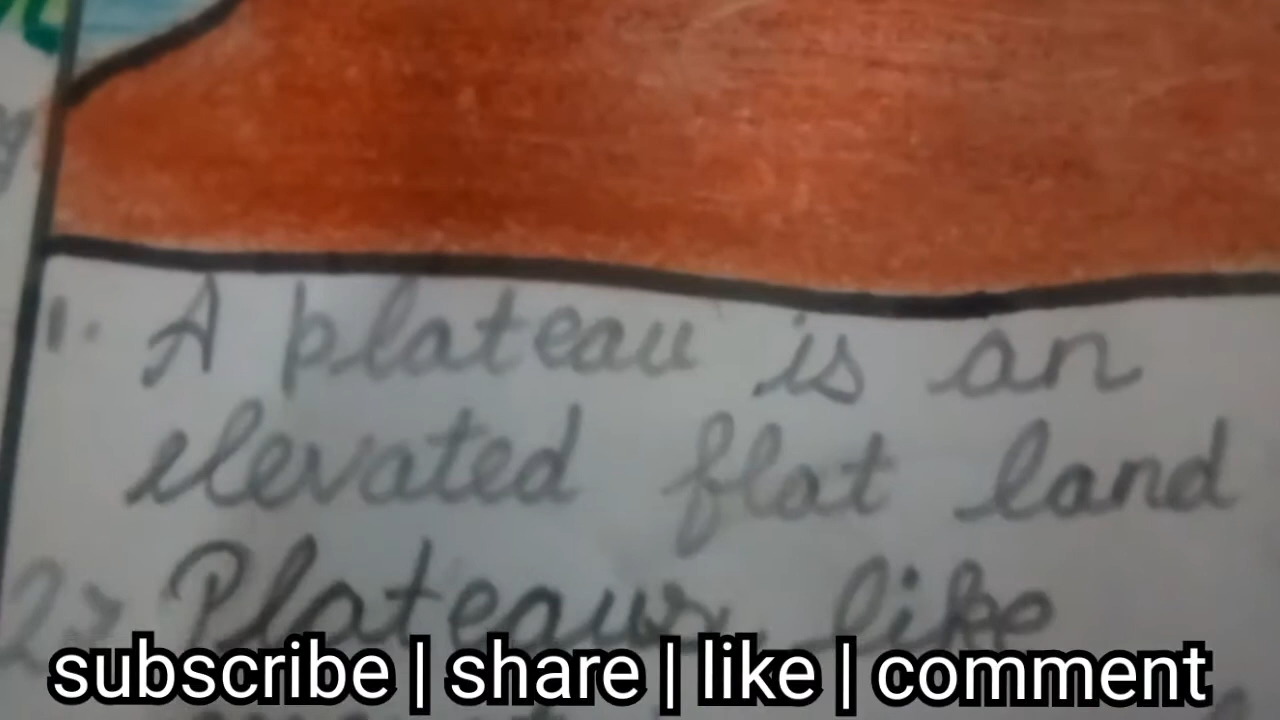 1. A plateau is an
elevated flat land
2. Plateaus like
subscribe | share | like | comment